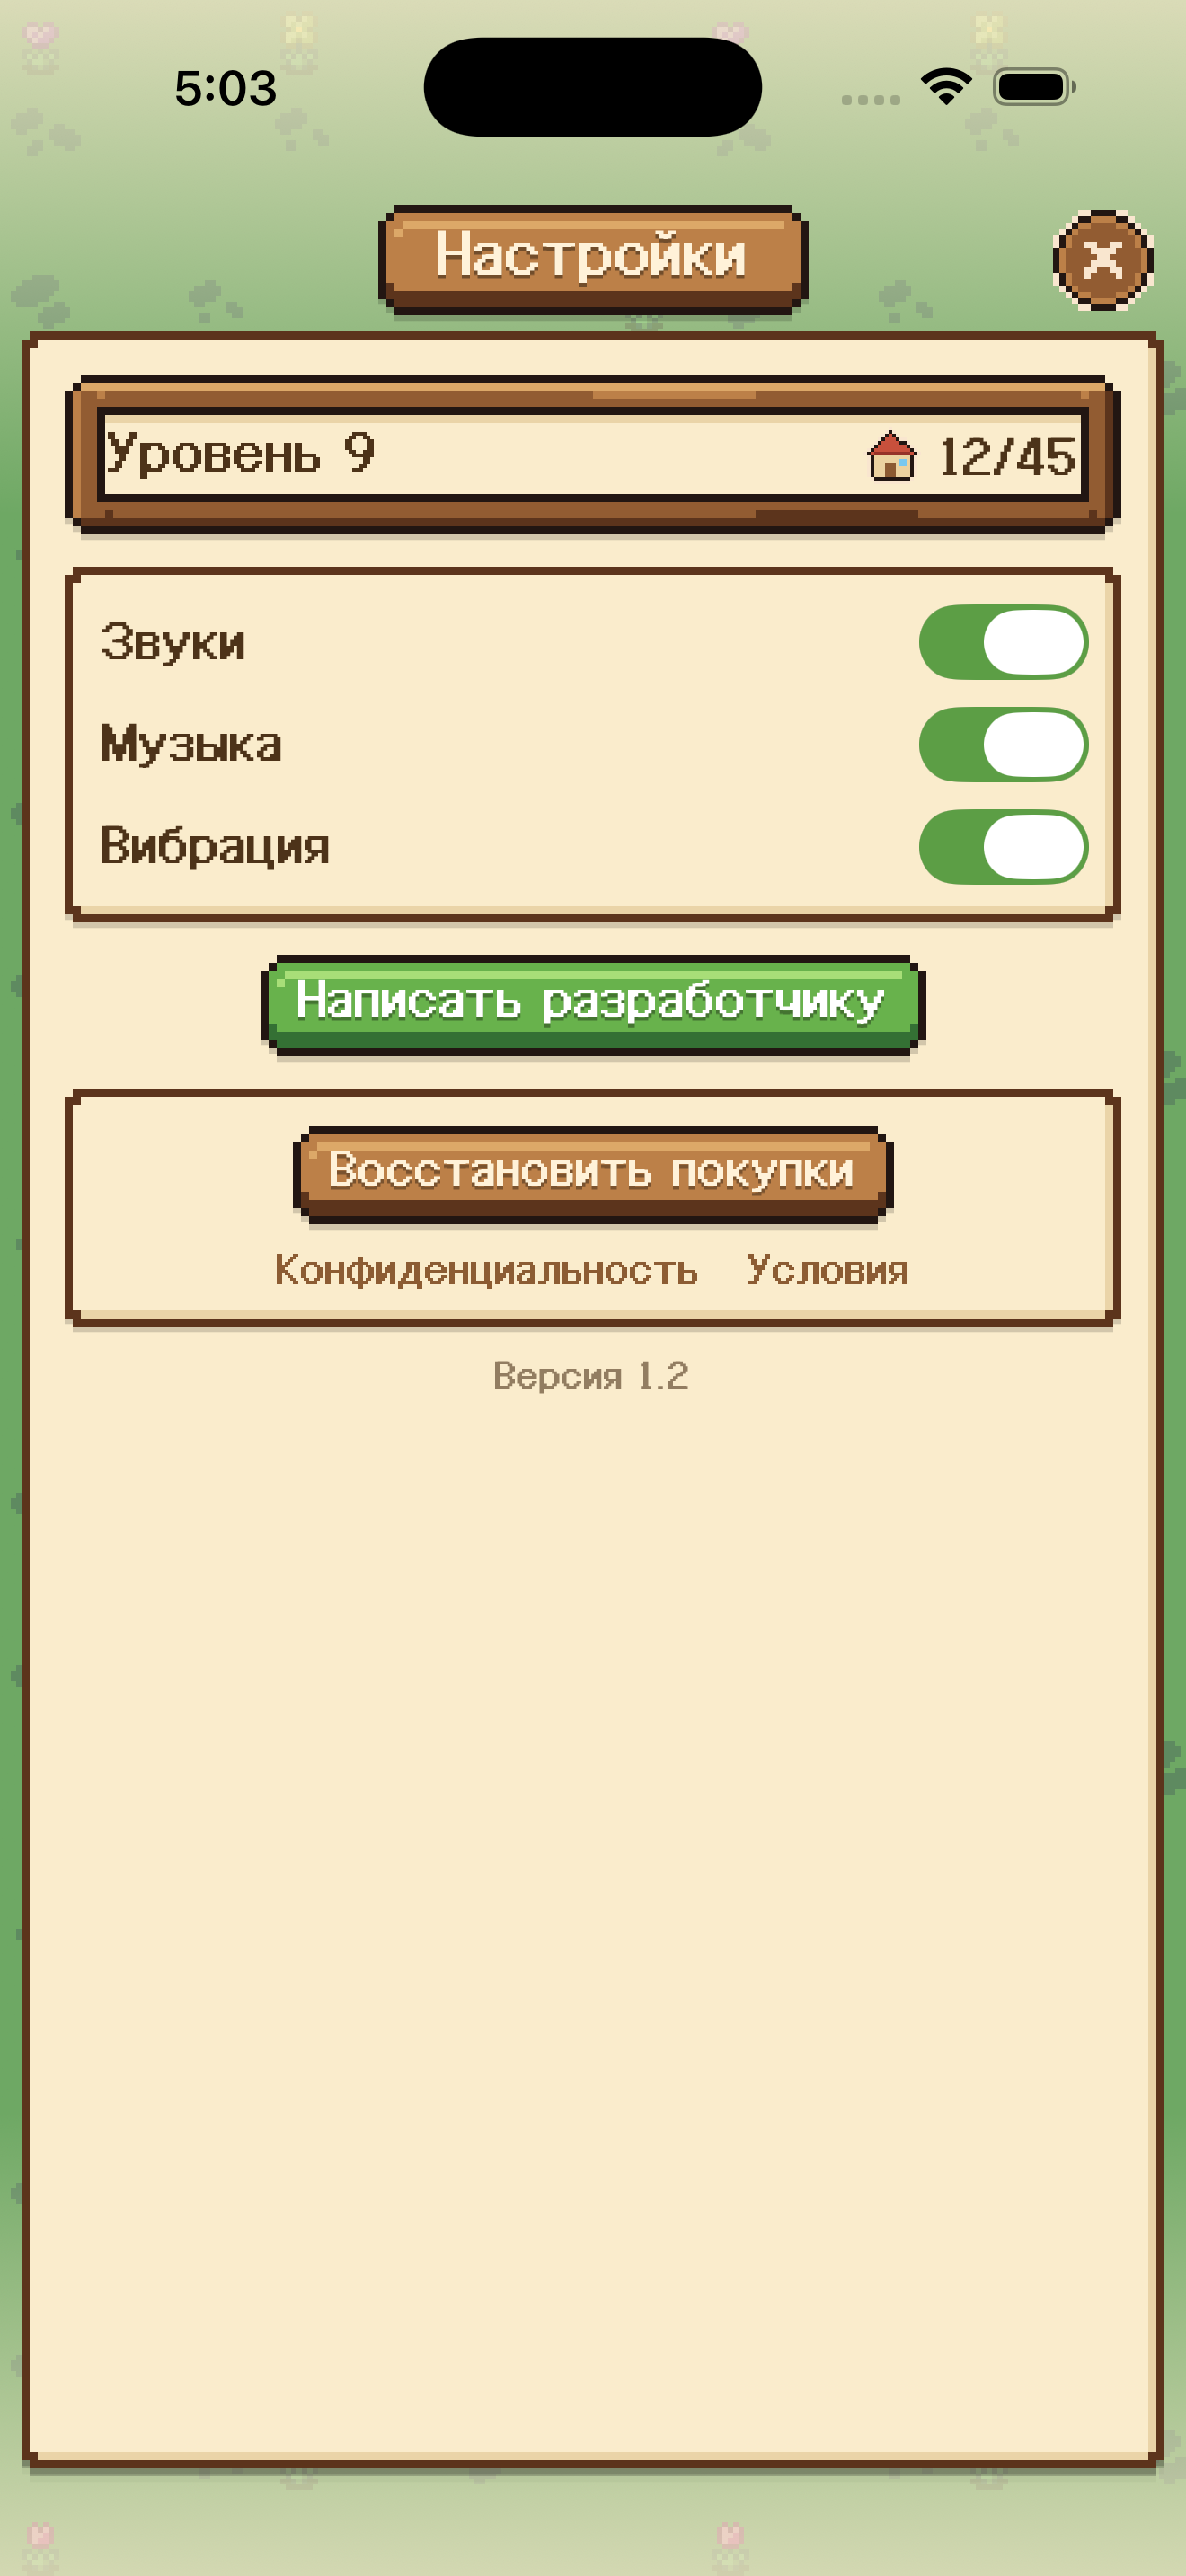 5:03
Настройки
Уровень 9 12/45
Звуки
Музыка
Вибрация
Написать разработчику
Восстановить покупки
Конфиденциальность Условия
Версия 1.2